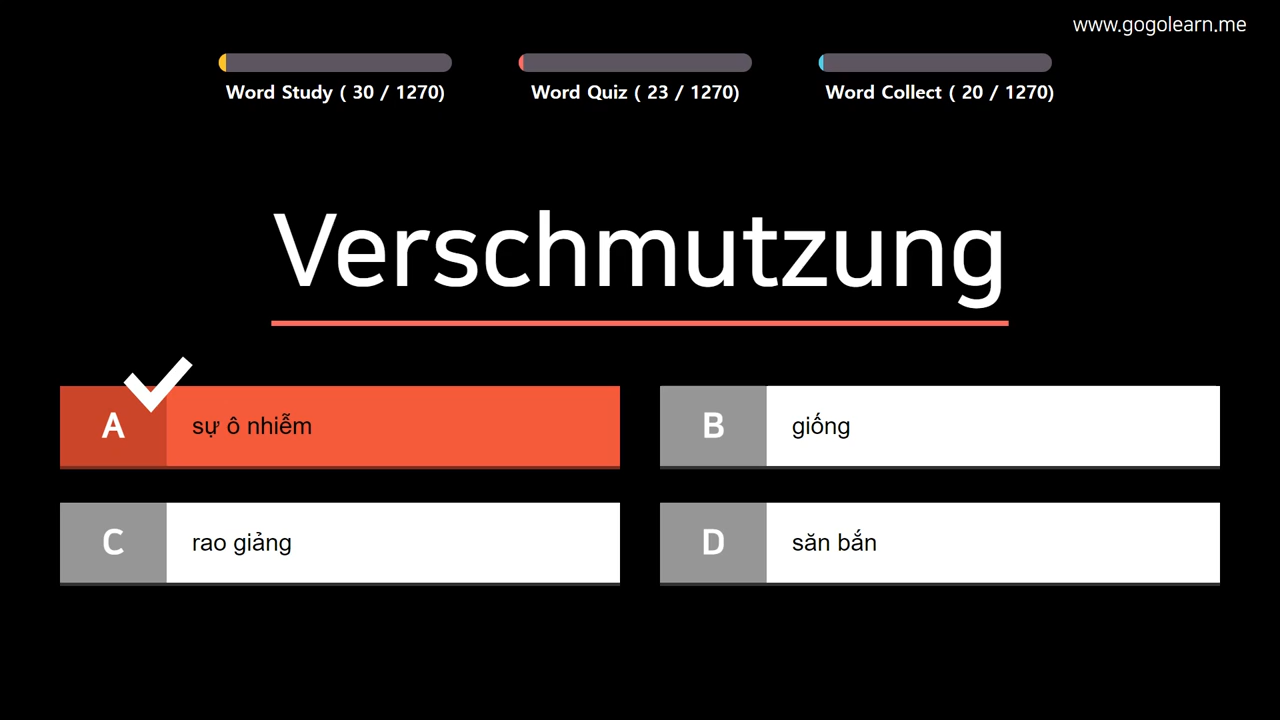 www.gogolearn.me
Word Study ( 30 / 1270)
Word Quiz ( 23 / 1270)
Word Collect ( 20 / 1270)
Verschmutzung
A sự ô nhiễm
B giống
C rao giảng
D săn bắn